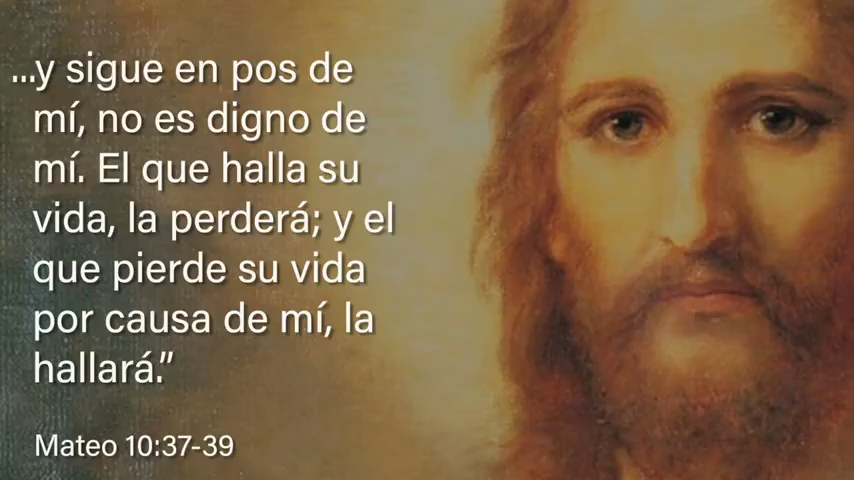 ...y sigue en pos de
mí, no es digno de
mí. El que halla su
vida, la perderá; y el
que pierde su vida
por causa de mí, la
hallará.”
Mateo 10:37-39